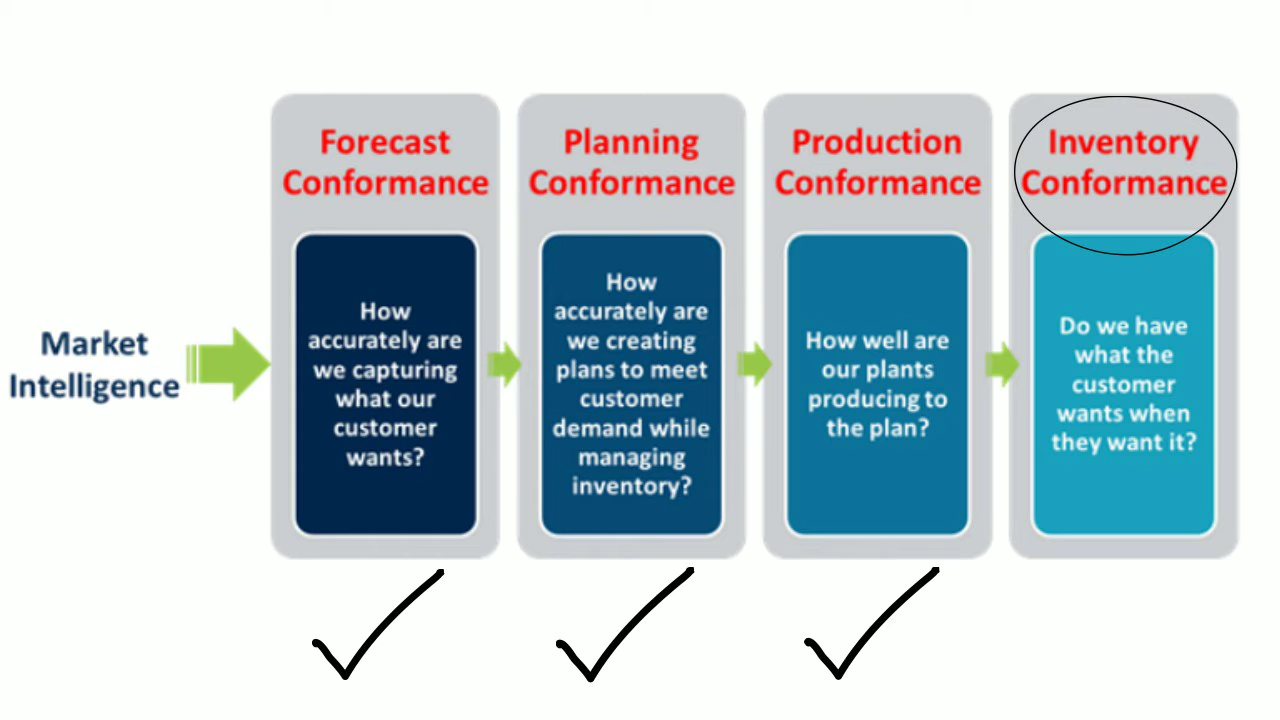 Market
Intelligence
Forecast
Conformance
How
accurately are
we capturing
what our
customer
wants?
Planning
Conformance
How
accurately are
we creating
plans to meet
customer
demand while
managing
inventory?
Production
Conformance
How well are
our plants
producing to
the plan?
Inventory
Conformance
Do we have
what the
customer
wants when
they want it?